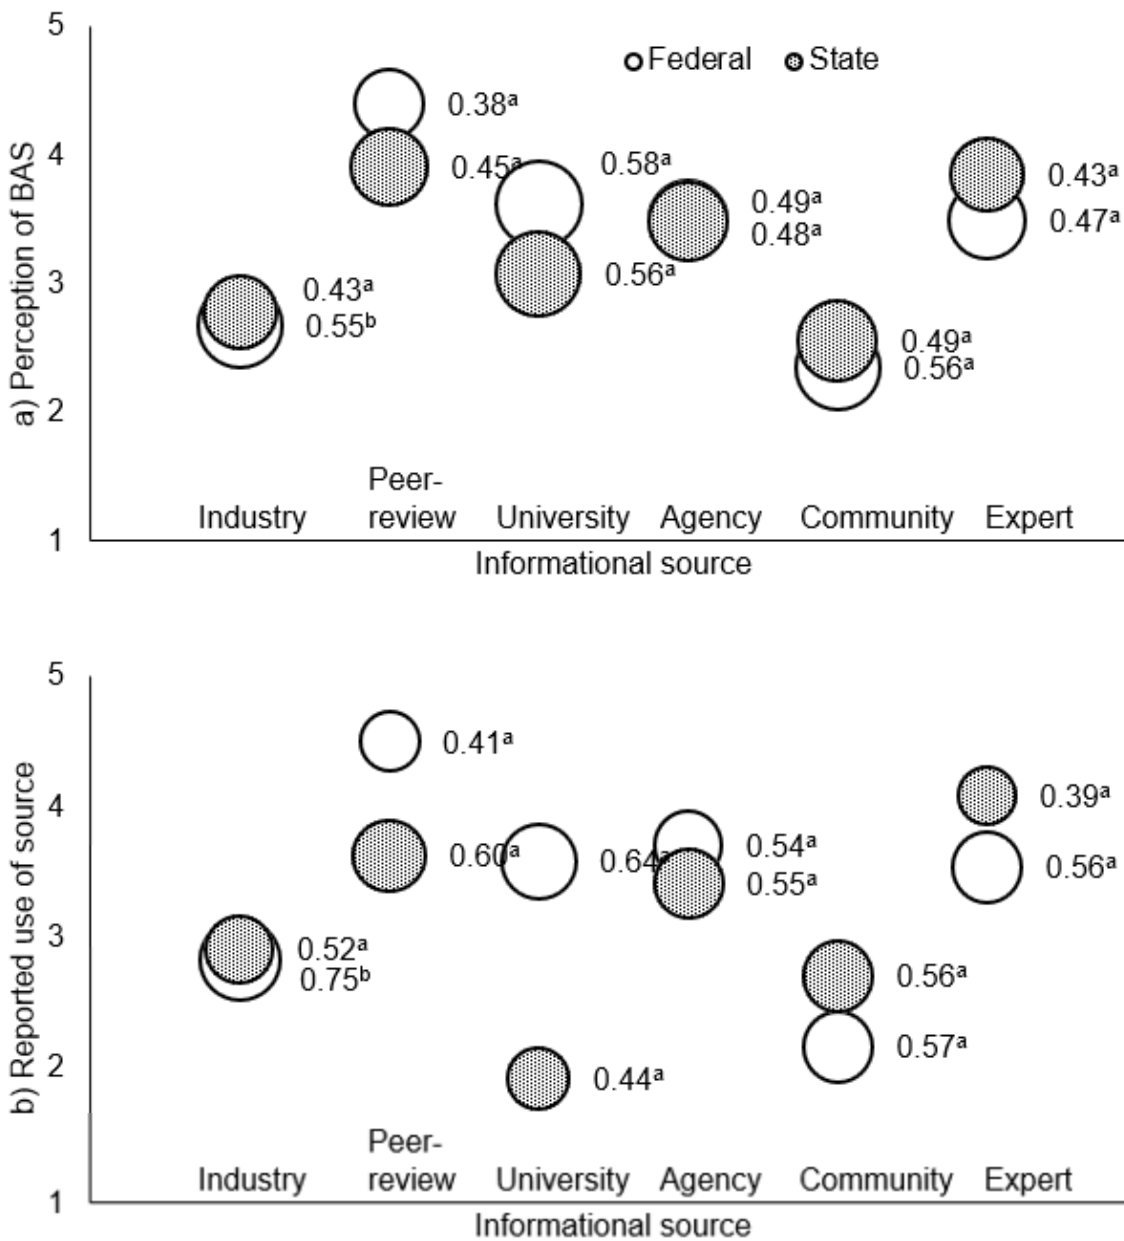 5
Federal State
0.38ᵃ
4
0.45ᵃ
0.58ᵃ
0.49ᵃ
0.48ᵃ
0.43ᵃ
0.47ᵃ
a) Perception of BAS
3
0.43ᵃ
0.55ᵇ
0.56ᵃ
0.49ᵃ
0.56ᵃ
2
Industry Peer-review University Agency Community Expert
1
Informational source
5
0.41ᵃ
4
0.60ᵃ
0.64ᵃ
0.54ᵃ
0.55ᵃ
0.39ᵃ
0.56ᵃ
b) Reported use of source
3
0.52ᵃ
0.75ᵇ
0.56ᵃ
0.57ᵃ
2
0.44ᵃ
Industry Peer-review University Agency Community Expert
1
Informational source